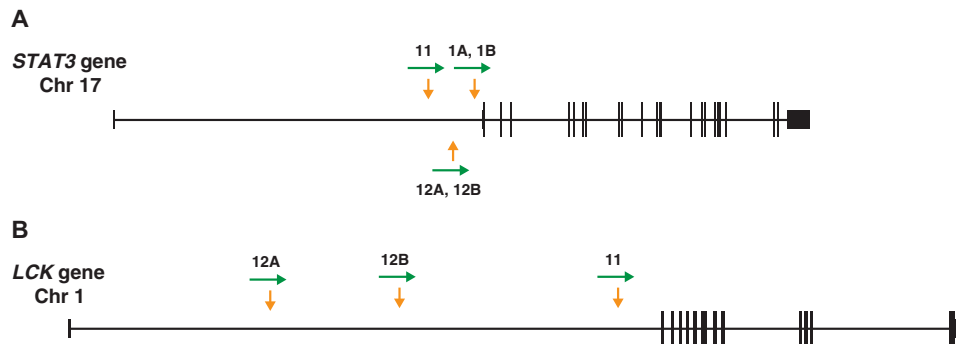 A
STAT3 gene
Chr 17
11
1A, 1B
12A, 12B
B
LCK gene
Chr 1
12A
12B
11